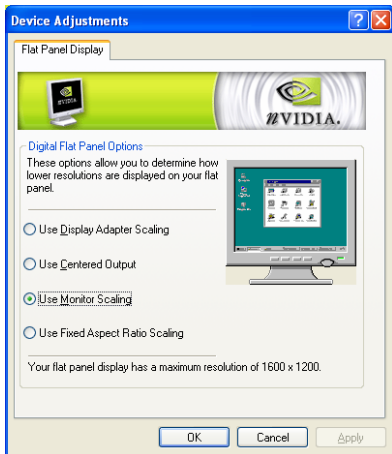 Device Adjustments
Flat Panel Display
NVIDIA
nVIDIA.
Digital Flat Panel Options
These options allow you to determine how
lower resolutions are displayed on your flat
panel.
Use Display Adapter Scaling
Use Centered Output
Use Monitor Scaling
Use Fixed Aspect Ratio Scaling
Your flat panel display has a maximum resolution of 1600 x 1200.
OK
Cancel
Apply